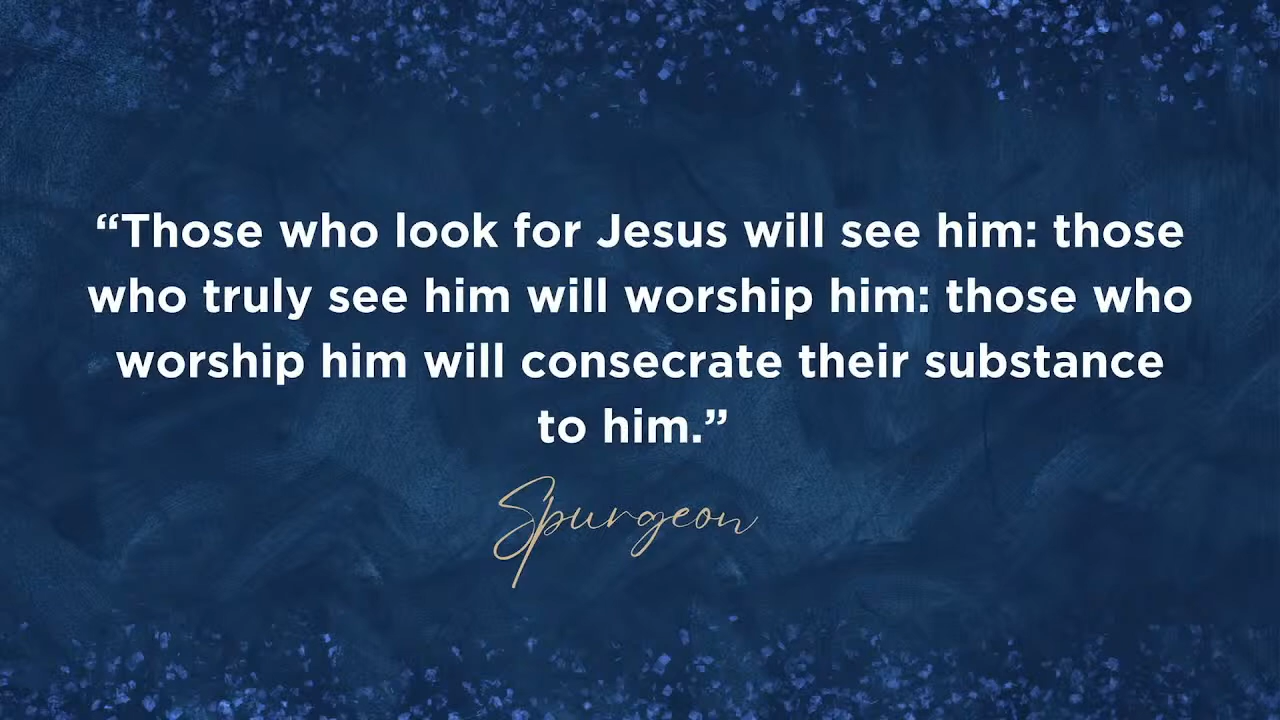 “Those who look for Jesus will see him: those
who truly see him will worship him: those who
worship him will consecrate their substance
to him.”
Spurgeon